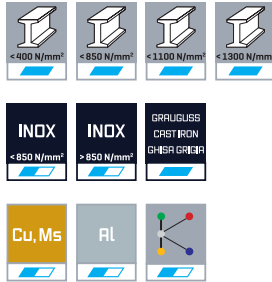 <400 N/mm² <850 N/mm² <1100 N/mm² <1300 N/mm²
INOX INOX GRAUGUSS
CAST IRON
GHISA GRIGIA
<850 N/mm² >850 N/mm²
Cu, Ms Al